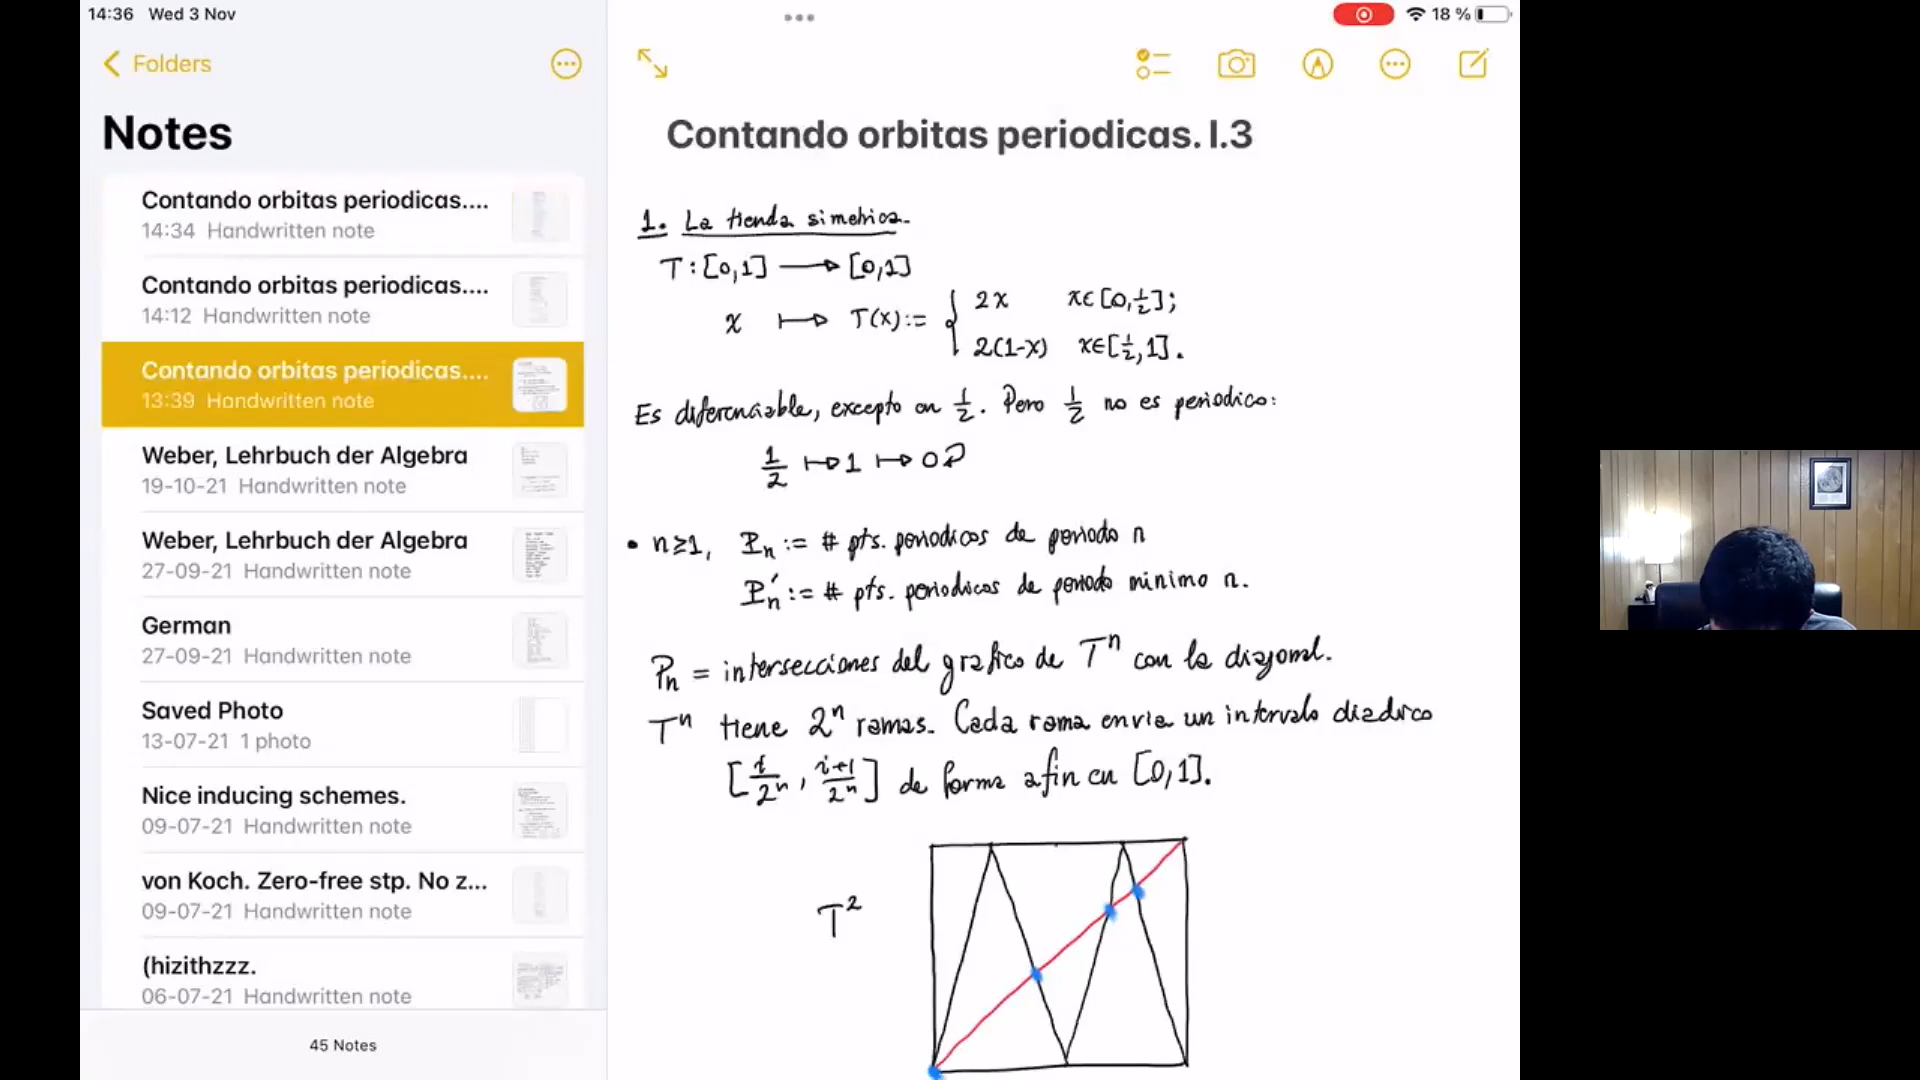 14:36 Wed 3 Nov
18 %
Folders
Notes
Contando orbitas periodicas....
14:34 Handwritten note
Contando orbitas periodicas....
14:12 Handwritten note
Contando orbitas periodicas....
13:39 Handwritten note
Weber, Lehrbuch der Algebra
19-10-21 Handwritten note
Weber, Lehrbuch der Algebra
27-09-21 Handwritten note
German
27-09-21 Handwritten note
Saved Photo
13-07-21 1 photo
Nice inducing schemes.
09-07-21 Handwritten note
von Koch. Zero-free stp. No z...
09-07-21 Handwritten note
(hizithzzz.
06-07-21 Handwritten note
45 Notes
Contando orbitas periodicas. I.3
1. La tienda simetrica.
T : [0,1] → [0,1]
x ↦ T(x) := { 2x x∈[0,1/2];
2(1-x) x∈[1/2,1].
Es diferenciable, excepto en 1/2. Pero 1/2 no es periodico:
1/2 ↦ 1 ↦ 0 ↩
• n≥1, Pn := # pts. periodicos de periodo n
P'n := # pts. periodicos de periodo minimo n.
Pn = intersecciones del grafico de Tⁿ con la diagonal.
Tⁿ tiene 2ⁿ ramas. Cada rama envia un intervalo diadico
[i/2ⁿ, i+1/2ⁿ] de forma afin en [0,1].
T²